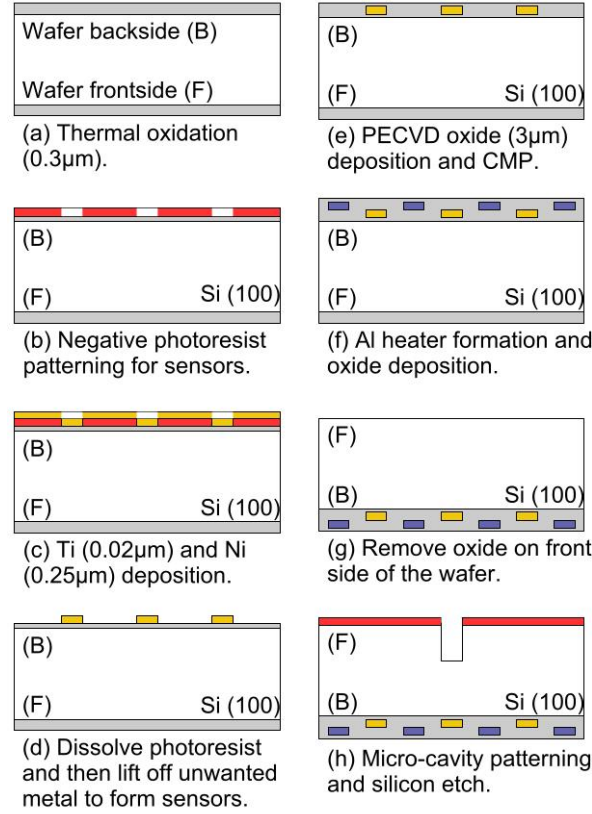 Wafer backside (B)
Wafer frontside (F)
(a) Thermal oxidation
(0.3µm).
(B)
(F) Si (100)
(b) Negative photoresist
patterning for sensors.
(B)
(F) Si (100)
(c) Ti (0.02µm) and Ni
(0.25µm) deposition.
(B)
(F) Si (100)
(d) Dissolve photoresist
and then lift off unwanted
metal to form sensors.
(B)
(F) Si (100)
(e) PECVD oxide (3µm)
deposition and CMP.
(B)
(F) Si (100)
(f) Al heater formation and
oxide deposition.
(F)
(B) Si (100)
(g) Remove oxide on front
side of the wafer.
(F)
(B) Si (100)
(h) Micro-cavity patterning
and silicon etch.